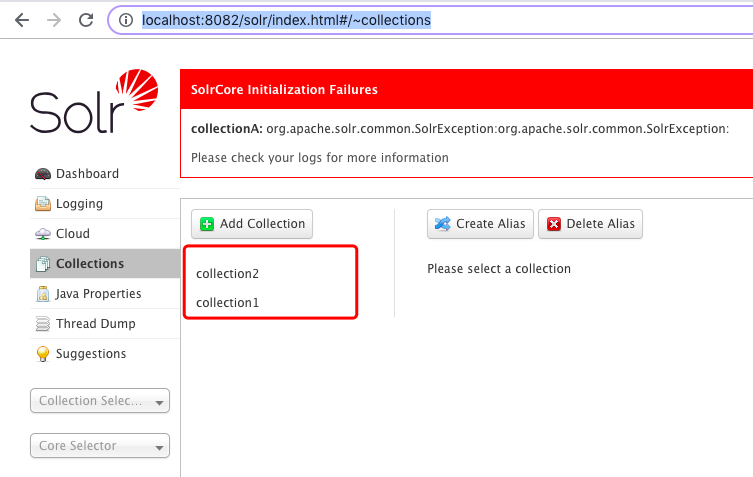 localhost:8082/solr/index.html#/~collections
Solr
SolrCore Initialization Failures
collectionA: org.apache.solr.common.SolrException:org.apache.solr.common.SolrException:
Please check your logs for more information
Dashboard
Logging
Cloud
Collections
Java Properties
Thread Dump
Suggestions
Collection Selec...
Core Selector
Add Collection
collection2
collection1
Create Alias
Delete Alias
Please select a collection